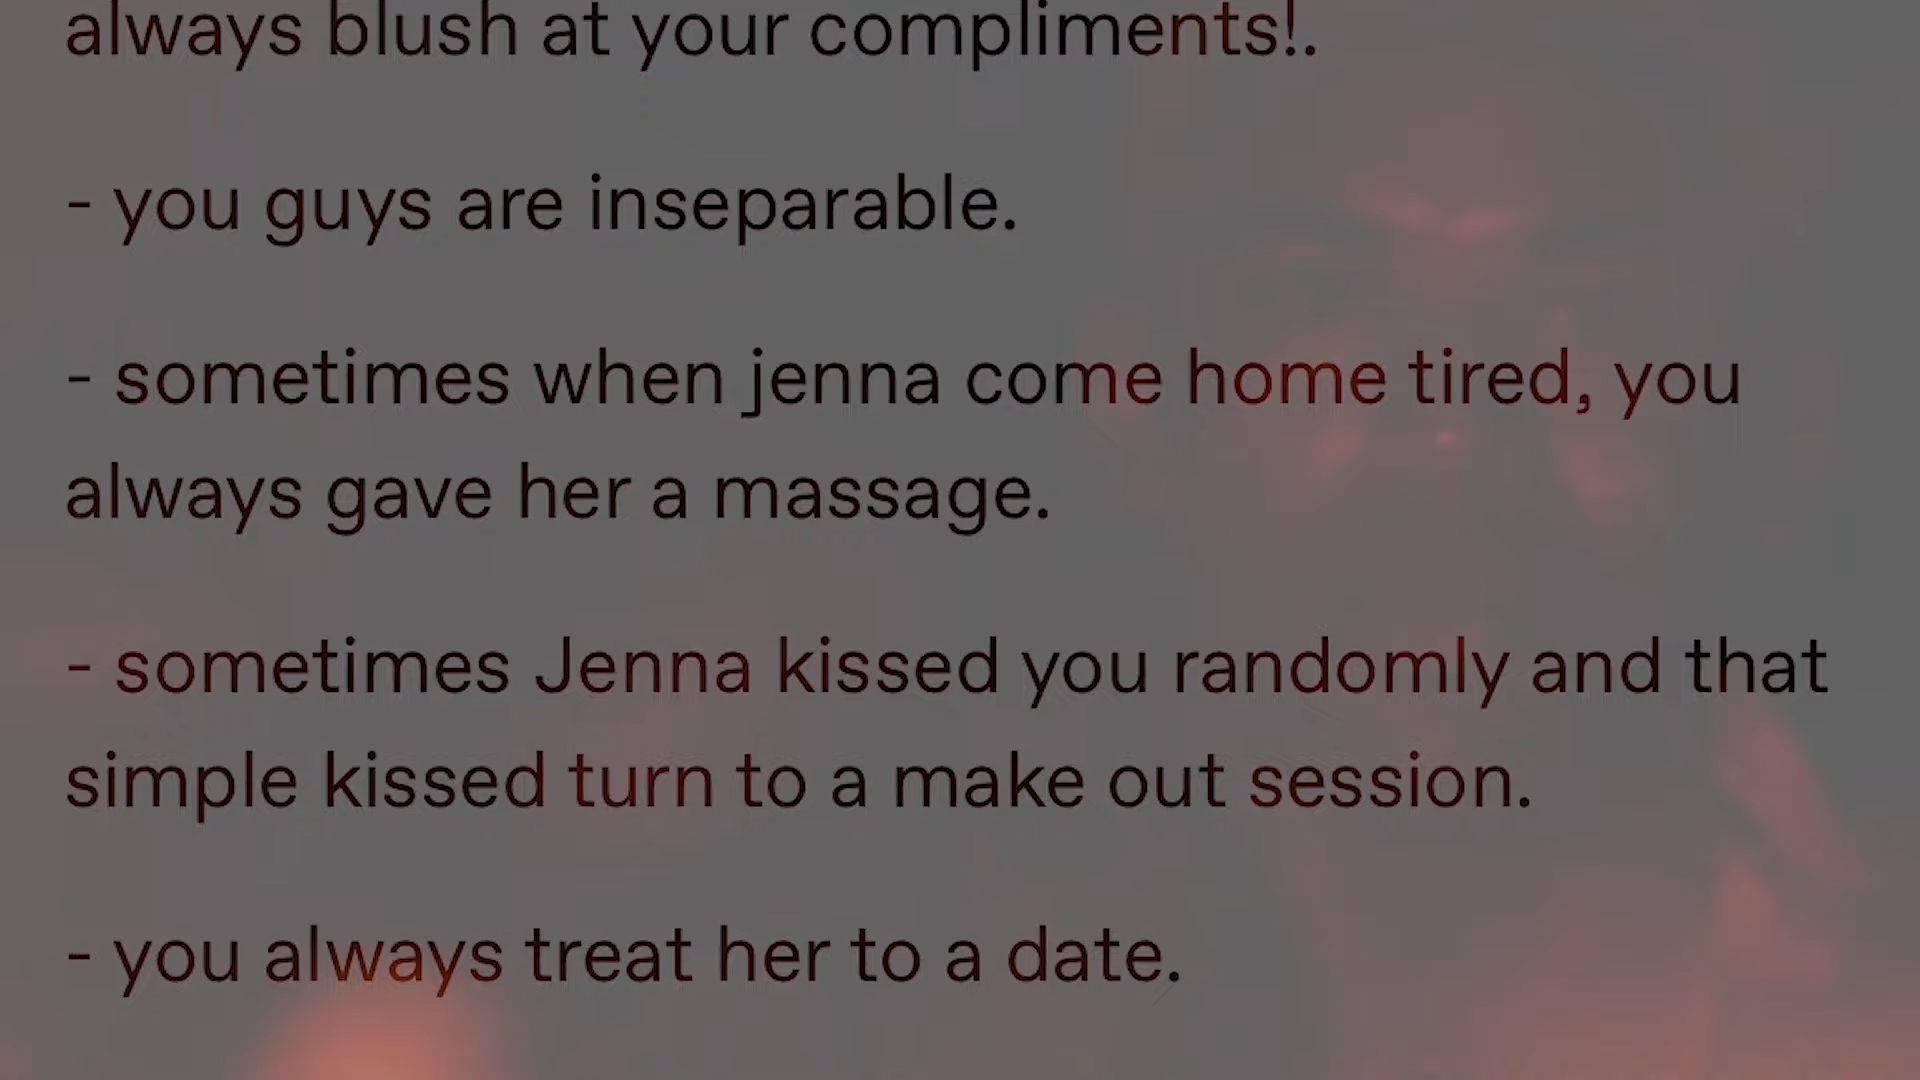 always blush at your compliments!.
- you guys are inseparable.
- sometimes when jenna come home tired, you
always gave her a massage.
- sometimes Jenna kissed you randomly and that
simple kissed turn to a make out session.
- you always treat her to a date.